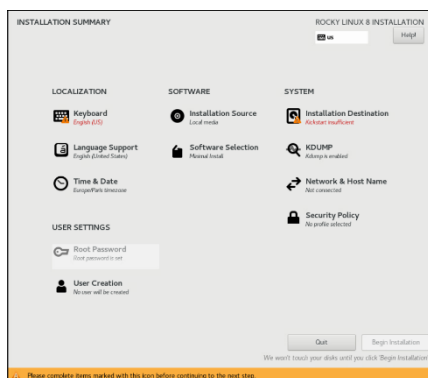 INSTALLATION SUMMARY
ROCKY LINUX 8 INSTALLATION
us
Help!
LOCALIZATION
Keyboard
English (US)
Language Support
English (United States)
Time & Date
Europe/Paris timezone
SOFTWARE
Installation Source
Local media
Software Selection
Minimal Install
SYSTEM
Installation Destination
Kickstart insufficient
KDUMP
Kdump is enabled
Network & Host Name
Not connected
Security Policy
No profile selected
USER SETTINGS
Root Password
Root password is set
User Creation
No user will be created
Quit
Begin Installation
We won't touch your disks until you click 'Begin Installation'
Please complete items marked with this icon before continuing to the next step.